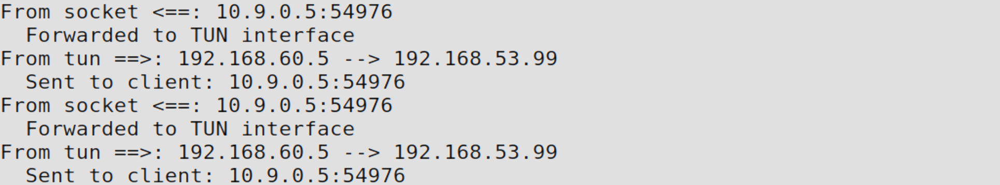 From socket <==: 10.9.0.5:54976
  Forwarded to TUN interface
From tun ==>: 192.168.60.5 --> 192.168.53.99
  Sent to client: 10.9.0.5:54976
From socket <==: 10.9.0.5:54976
  Forwarded to TUN interface
From tun ==>: 192.168.60.5 --> 192.168.53.99
  Sent to client: 10.9.0.5:54976